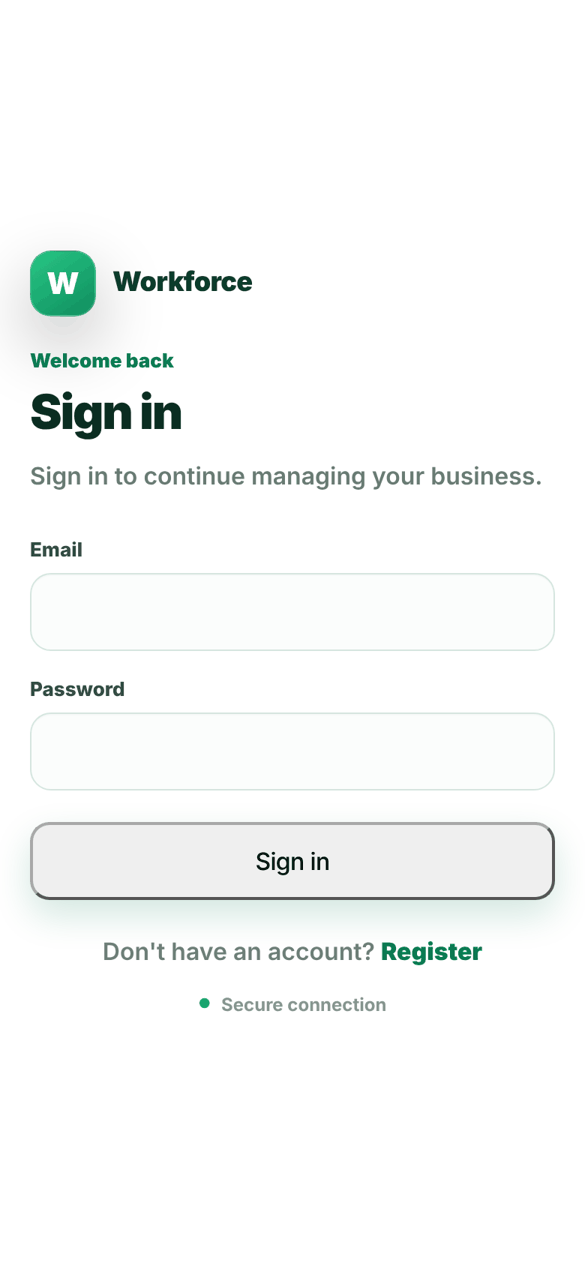 W
Workforce
Welcome back
Sign in
Sign in to continue managing your business.
Email
Password
Sign in
Don't have an account? Register
Secure connection